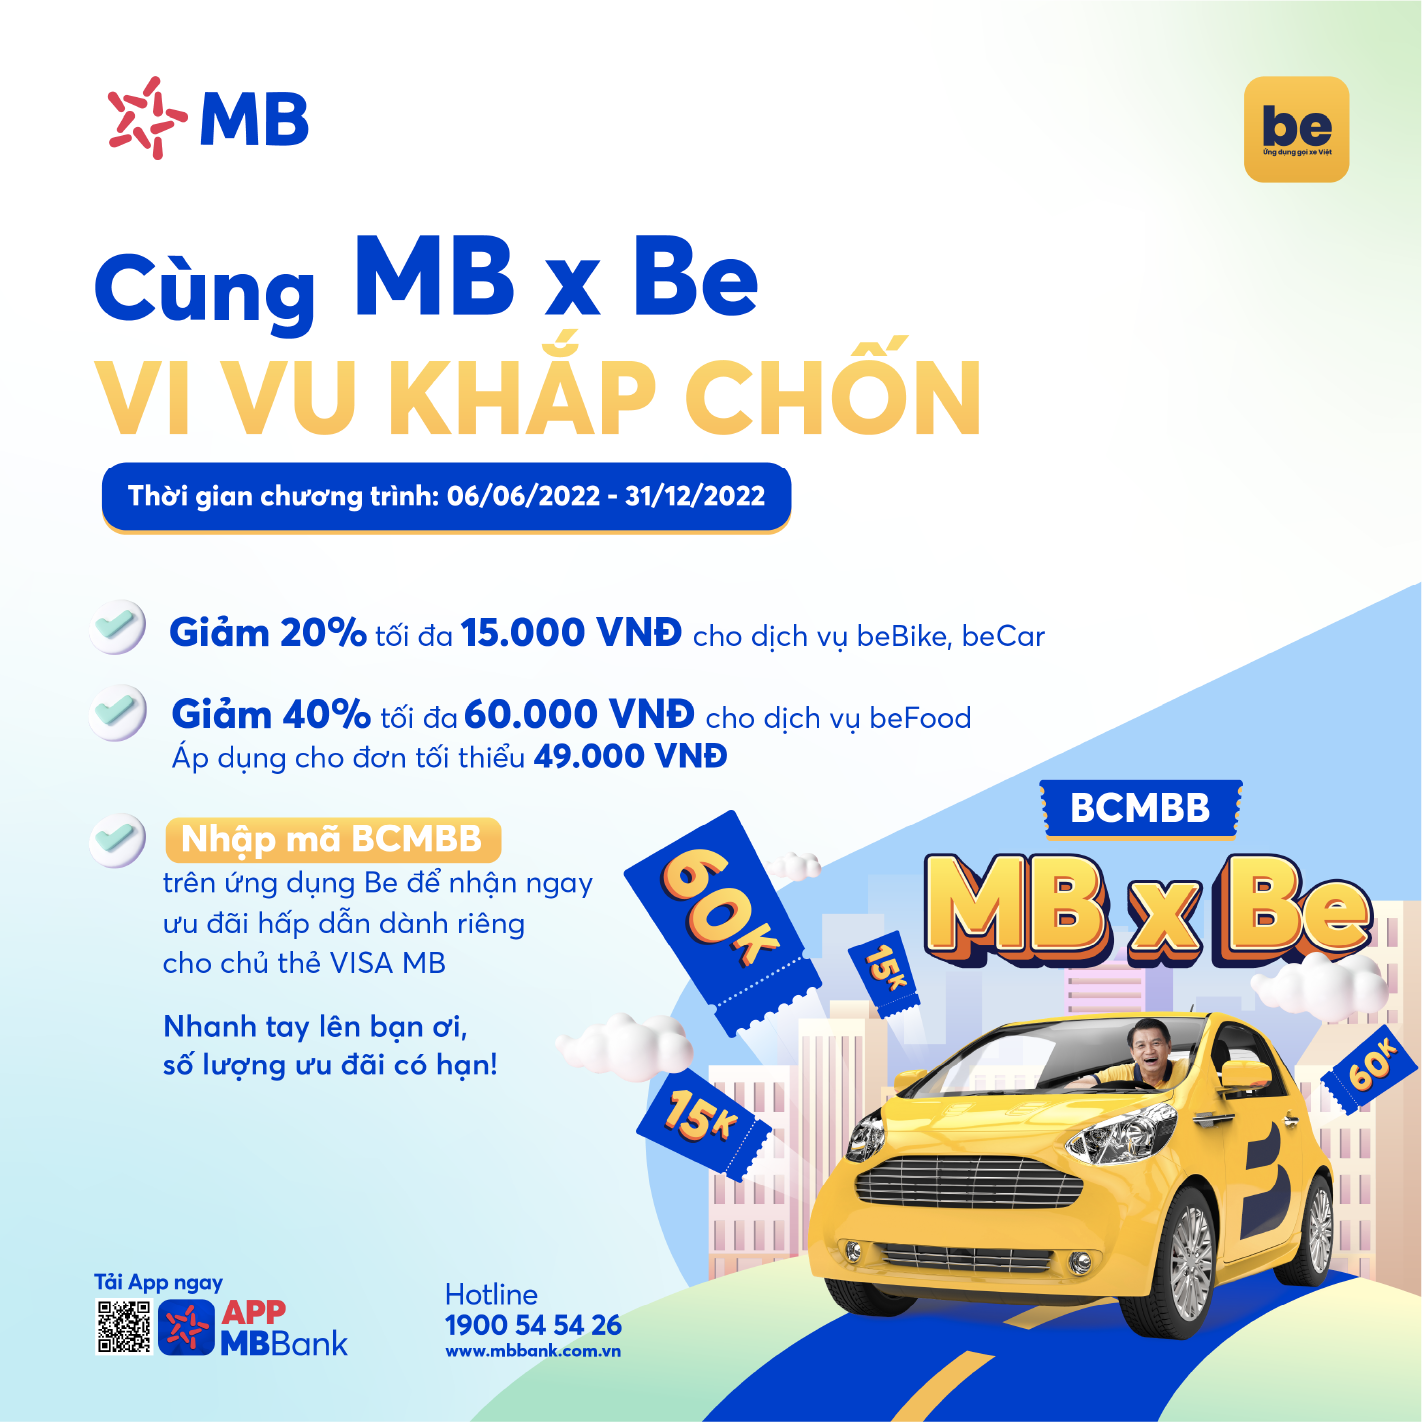 MB
be
Ứng dụng gọi xe Việt
Cùng MB x Be
VI VU KHẮP CHỐN
Thời gian chương trình: 06/06/2022 - 31/12/2022
Giảm 20% tối đa 15.000 VNĐ cho dịch vụ beBike, beCar
Giảm 40% tối đa 60.000 VNĐ cho dịch vụ beFood
Áp dụng cho đơn tối thiểu 49.000 VNĐ
Nhập mã BCMBB
trên ứng dụng Be để nhận ngay
ưu đãi hấp dẫn dành riêng
cho chủ thẻ VISA MB
Nhanh tay lên bạn ơi,
số lượng ưu đãi có hạn!
BCMBB
MB x Be
60K
15K
15K
60K
Tải App ngay
APP
MBBank
Hotline
1900 54 54 26
www.mbbank.com.vn